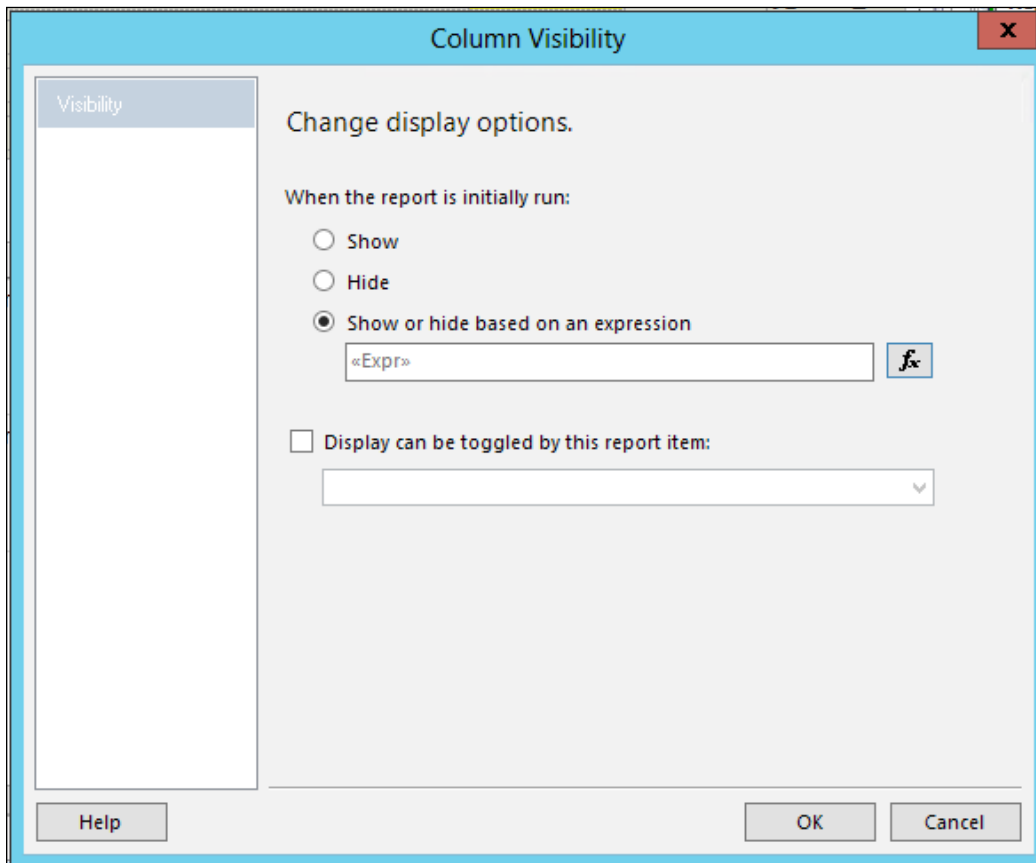 Column Visibility
x
Visibility
Change display options.
When the report is initially run:
Show
Hide
Show or hide based on an expression
«Expr»
fx
Display can be toggled by this report item:
Help
OK
Cancel